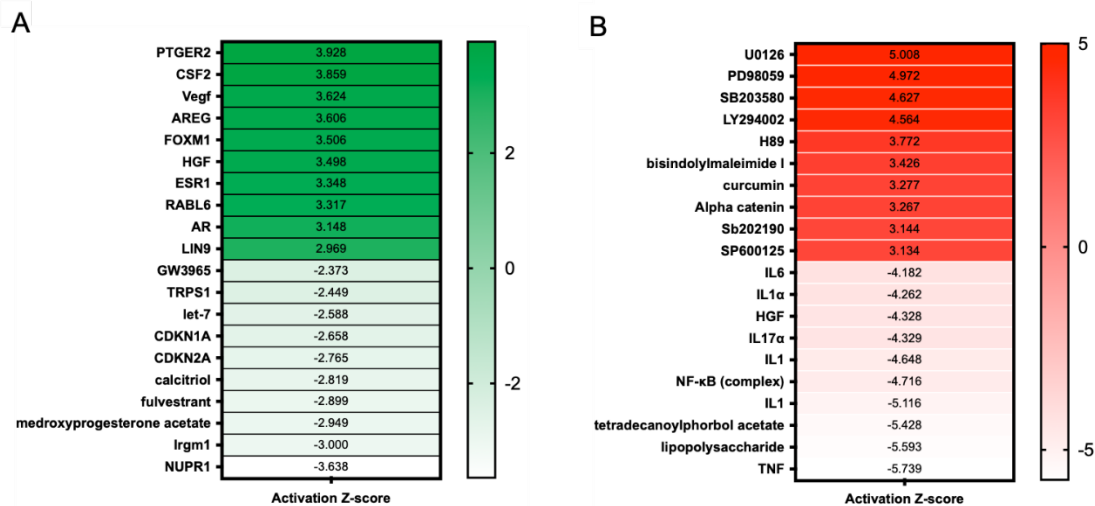 A
PTGER2 3.928
CSF2 3.859
Vegf 3.624
AREG 3.606
FOXM1 3.506
HGF 3.498
ESR1 3.348
RABL6 3.317
AR 3.148
LIN9 2.969
GW3965 -2.373
TRPS1 -2.449
let-7 -2.588
CDKN1A -2.658
CDKN2A -2.765
calcitriol -2.819
fulvestrant -2.899
medroxyprogesterone acetate -2.949
Irgm1 -3.000
NUPR1 -3.638
Activation Z-score
2
0
-2
B
U0126 5.008
PD98059 4.972
SB203580 4.627
LY294002 4.564
H89 3.772
bisindolylmaleimide I 3.426
curcumin 3.277
Alpha catenin 3.267
Sb202190 3.144
SP600125 3.134
IL6 -4.182
IL1α -4.262
HGF -4.328
IL17α -4.329
IL1 -4.648
NF-κB (complex) -4.716
IL1 -5.116
tetradecanoylphorbol acetate -5.428
lipopolysaccharide -5.593
TNF -5.739
Activation Z-score
5
0
-5